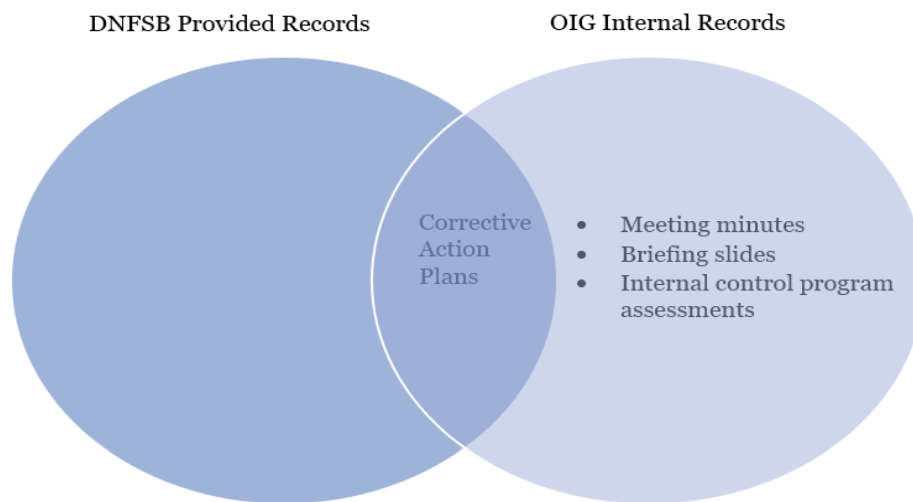 DNFSB Provided Records
OIG Internal Records
Corrective
Action
Plans
• Meeting minutes
• Briefing slides
• Internal control program
assessments